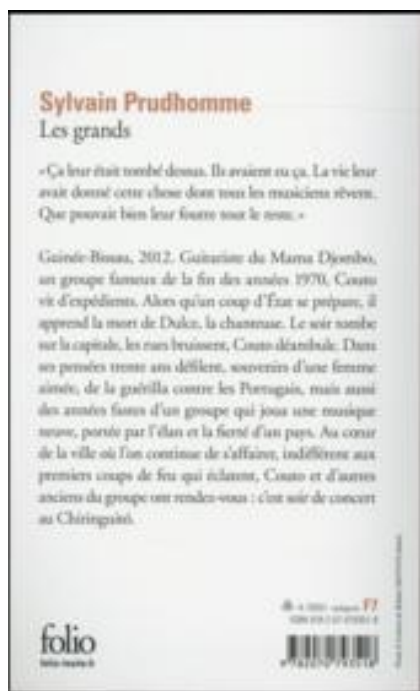 Sylvain Prudhomme
Les grands
« Ça leur était tombé dessus. Ils avaient eu ça. La vie leur
avait donné cette chose dont tous les musiciens rêvent.
Que pouvait bien leur foutre tout le reste. »
Guinée-Bissau, 2012. Guitariste du Mama Djombo,
un groupe fameux de la fin des années 1970, Couto
vit d'expédients. Alors qu'un coup d'État se prépare, il
apprend la mort de Dulce, la chanteuse. Le soir tombe
sur la capitale, les rues bruissent, Couto déambule. Dans
ses pensées trente ans défilent, souvenirs d'une femme
aimée, de la guérilla contre les Portugais, mais aussi
des années fastes d'un groupe qui joua une musique
neuve, portée par l'élan et la fierté d'un pays. Au cœur
de la ville où l'on continue de s'affairer, indifférent aux
premiers coups de feu qui éclatent, Couto et d'autres
anciens du groupe ont rendez-vous : c'est soir de concert
au Chiringuitó.
catégorie F7
folio